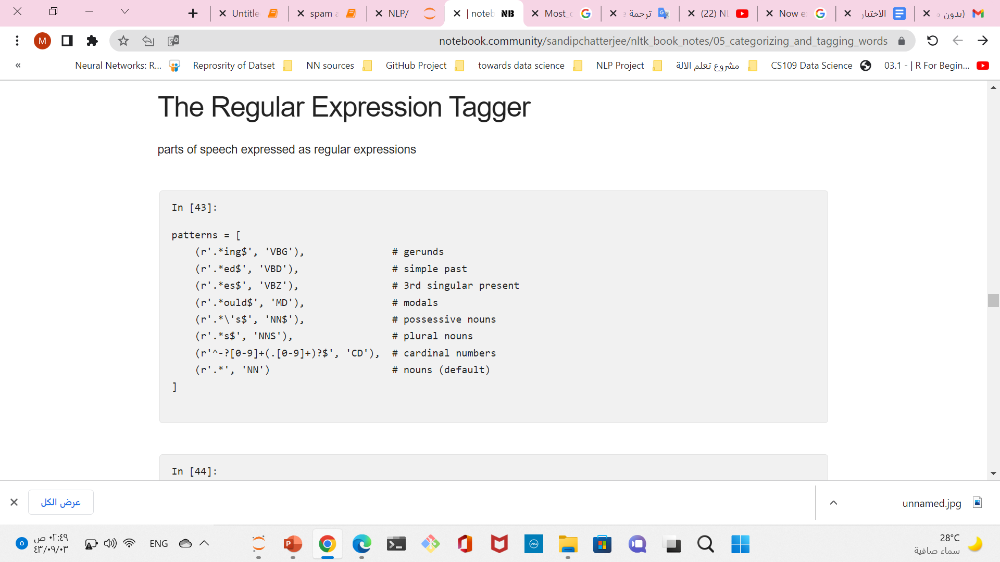 Untitle
spam a
NLP/
| noteb
NB
Most_c
ترجمة
(22) NL
Now e
الاختبار
(بدون
M
notebook.community/sandipchatterjee/nltk_book_notes/05_categorizing_and_tagging_words
«
Neural Networks: R...
Reprosrity of Datset
NN sources
GitHub Project
towards data science
NLP Project
مشروع تعلم الالة
CS109 Data Science
03.1 - | R For Begin...
The Regular Expression Tagger
parts of speech expressed as regular expressions
In [43]:
patterns = [
(r'.*ing$', 'VBG'), # gerunds
(r'.*ed$', 'VBD'), # simple past
(r'.*es$', 'VBZ'), # 3rd singular present
(r'.*ould$', 'MD'), # modals
(r'.*\'s$', 'NN$'), # possessive nouns
(r'.*s$', 'NNS'), # plural nouns
(r'^-?[0-9]+(.[0-9]+)?$', 'CD'), # cardinal numbers
(r'.*', 'NN') # nouns (default)
]
In [44]:
عرض الكل
unnamed.jpg
٠٢:٤٩ ص
٤٣/٠٩/٠٣
ENG
DELL
28°C
سماء صافية